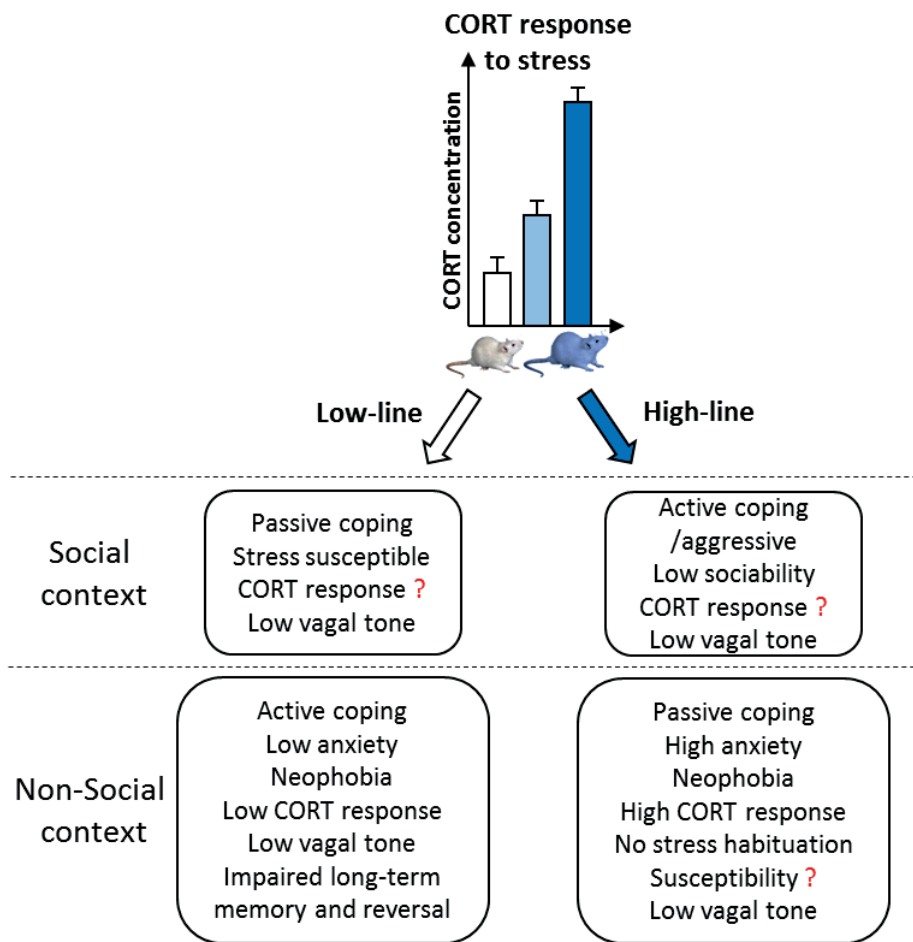 CORT response
to stress
CORT concentration
Low-line
High-line
Social
context
Passive coping
Stress susceptible
CORT response ?
Low vagal tone
Active coping
/aggressive
Low sociability
CORT response ?
Low vagal tone
Non-Social
context
Active coping
Low anxiety
Neophobia
Low CORT response
Low vagal tone
Impaired long-term
memory and reversal
Passive coping
High anxiety
Neophobia
High CORT response
No stress habituation
Susceptibility ?
Low vagal tone